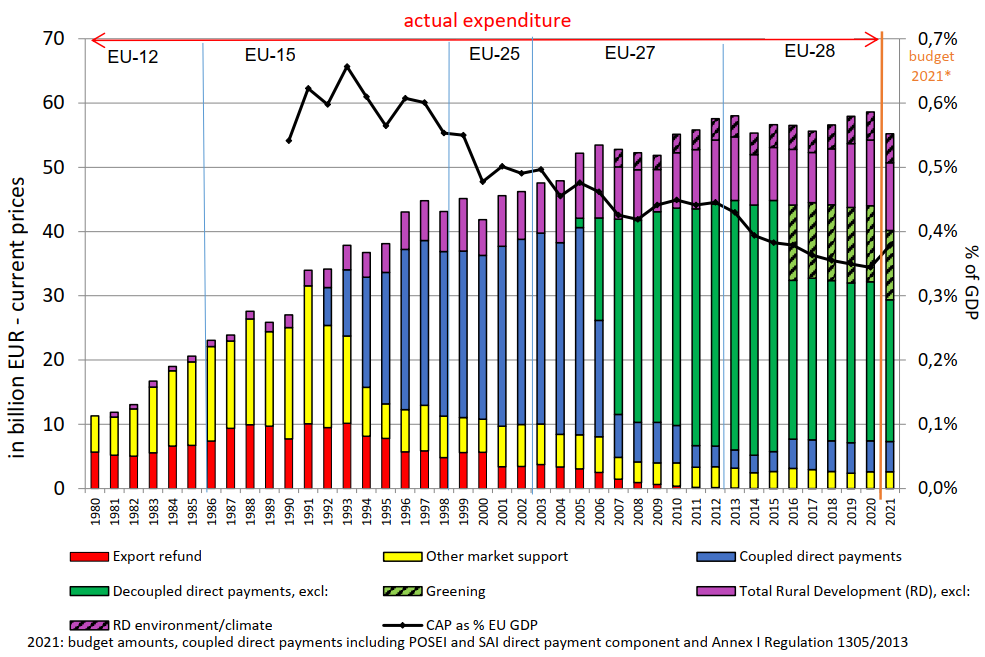 actual expenditure
70 0,7%
EU-12 EU-15 EU-25 EU-27 EU-28
budget
2021*
60 0,6%
50 0,5%
40 0,4%
30 0,3%
20 0,2%
10 0,1%
0 0,0%
in billion EUR - current prices
% of GDP
1980 1981 1982 1983 1984 1985 1986 1987 1988 1989 1990 1991 1992 1993 1994 1995 1996 1997 1998 1999 2000 2001 2002 2003 2004 2005 2006 2007 2008 2009 2010 2011 2012 2013 2014 2015 2016 2017 2018 2019 2020 2021
Export refund Other market support Coupled direct payments
Decoupled direct payments, excl: Greening Total Rural Development (RD), excl:
RD environment/climate CAP as % EU GDP
2021: budget amounts, coupled direct payments including POSEI and SAI direct payment component and Annex I Regulation 1305/2013